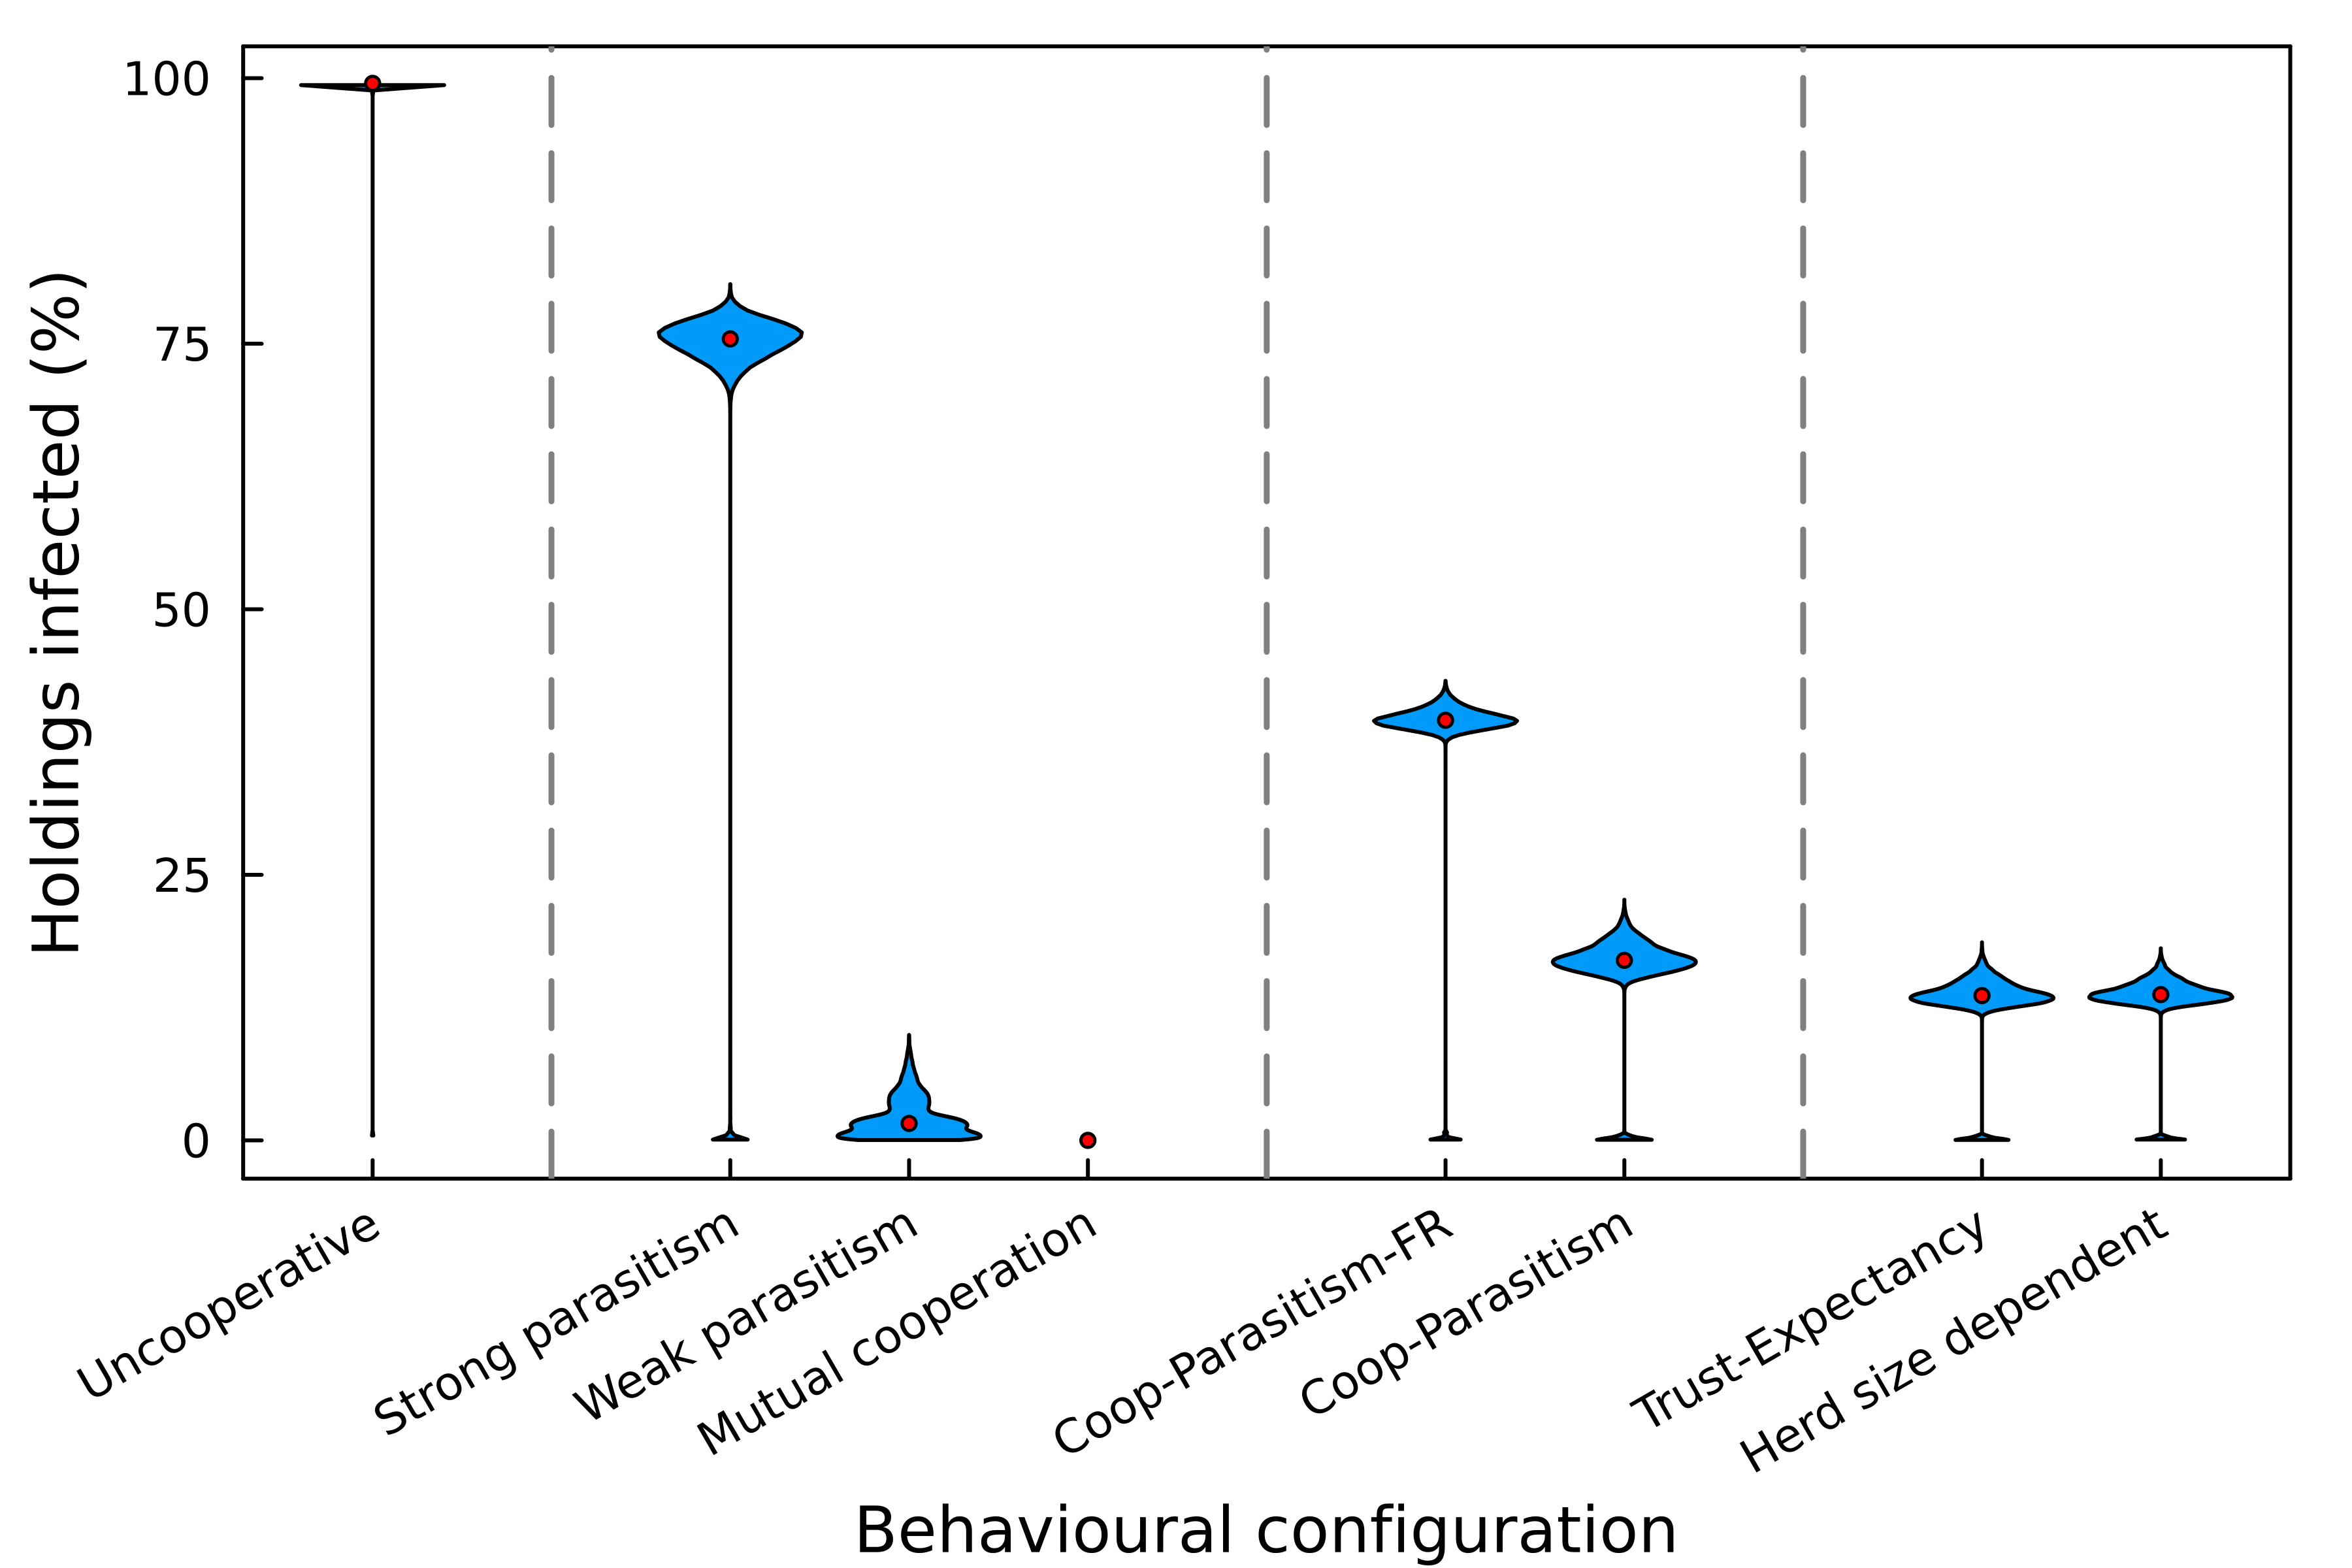 Holdings infected (%)
100
75
50
25
0
Uncooperative
Strong parasitism
Weak parasitism
Mutual cooperation
Coop-Parasitism-FR
Coop-Parasitism
Trust-Expectancy
Herd size dependent
Behavioural configuration